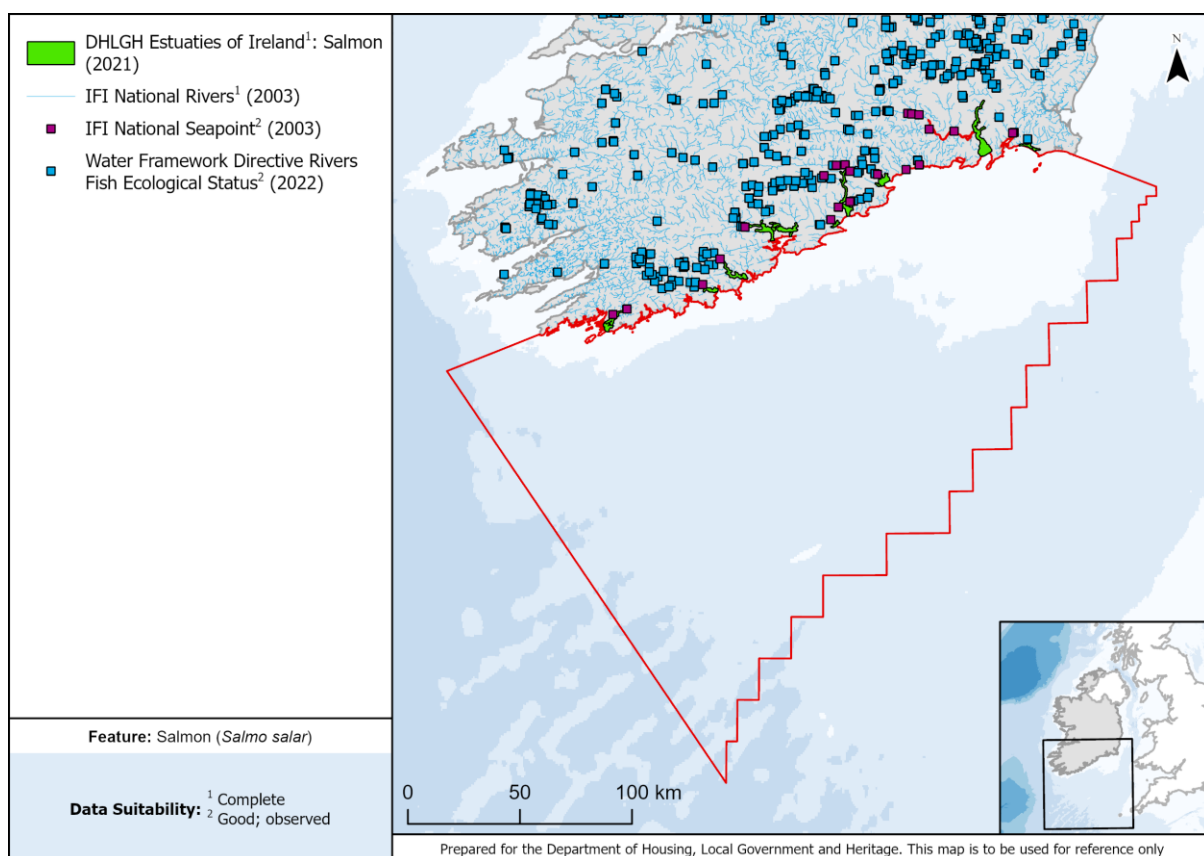 DHLGH Estuaties of Ireland¹: Salmon
(2021)
IFI National Rivers¹ (2003)
IFI National Seapoint² (2003)
Water Framework Directive Rivers
Fish Ecological Status² (2022)
Feature: Salmon (Salmo salar)
Data Suitability: ¹ Complete
² Good; observed
N
0 50 100 km
Prepared for the Department of Housing, Local Government and Heritage. This map is to be used for reference only